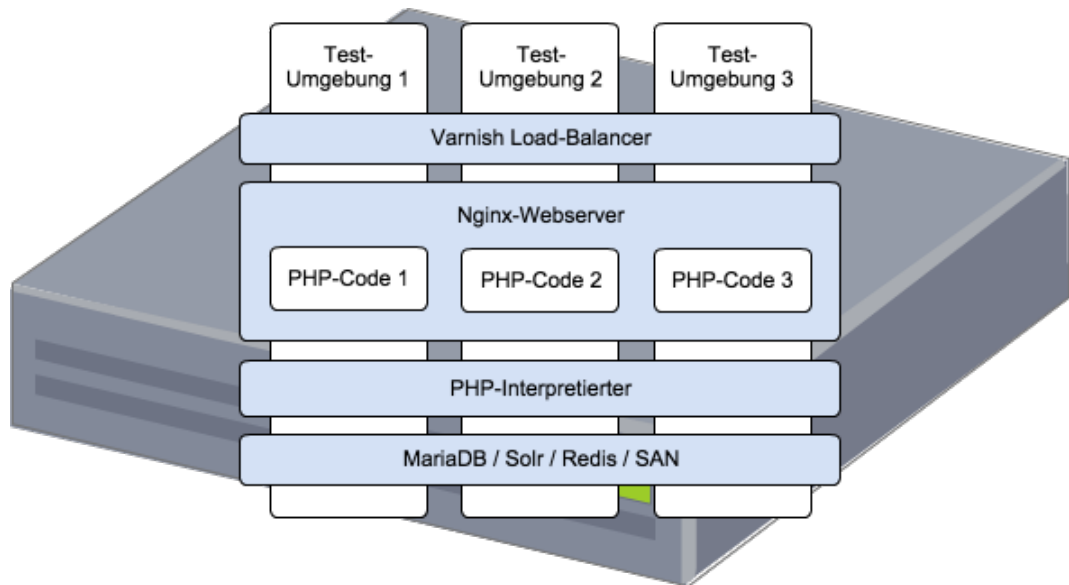 Test-
Umgebung 1
Test-
Umgebung 2
Test-
Umgebung 3
Varnish Load-Balancer
Nginx-Webserver
PHP-Code 1
PHP-Code 2
PHP-Code 3
PHP-Interpretierter
MariaDB / Solr / Redis / SAN